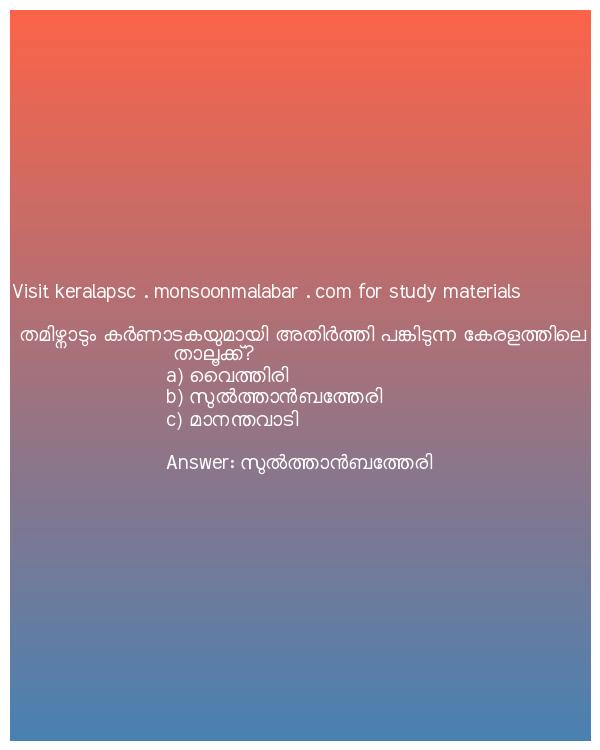 Visit keralapsc . monsoonmalabar . com for study materials
തമിഴ്നാടും കർണാടകയുമായി അതിർത്തി പങ്കിടുന്ന കേരളത്തിലെ
താലൂക്ക്?
a) വൈത്തിരി
b) സുൽത്താൻബത്തേരി
c) മാനന്തവാടി
Answer: സുൽത്താൻബത്തേരി